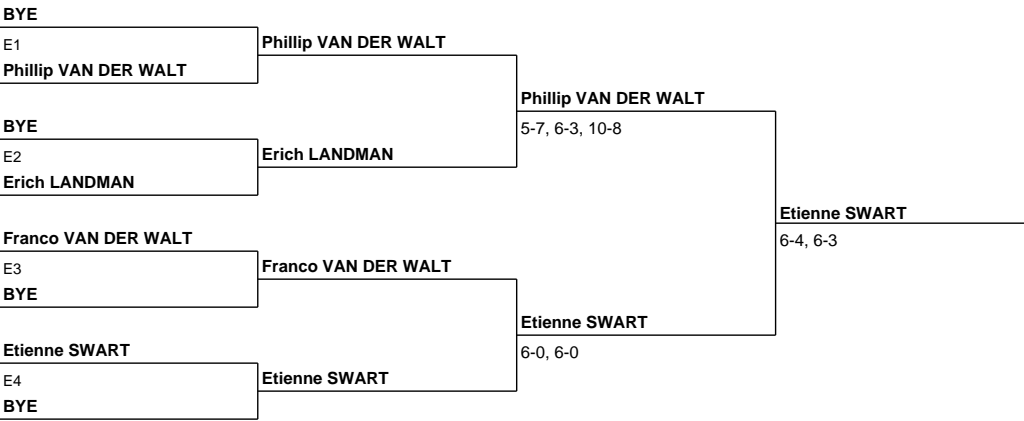 BYE
E1
Phillip VAN DER WALT
Phillip VAN DER WALT
BYE
E2
Erich LANDMAN
Erich LANDMAN
Phillip VAN DER WALT
5-7, 6-3, 10-8
Franco VAN DER WALT
E3
BYE
Franco VAN DER WALT
Etienne SWART
E4
BYE
Etienne SWART
Etienne SWART
6-0, 6-0
Etienne SWART
6-4, 6-3